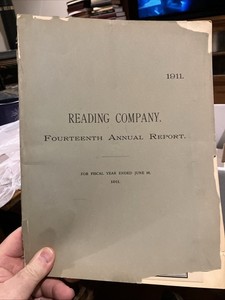 1911.
READING COMPANY.
FOURTEENTH ANNUAL REPORT.
FOR FISCAL YEAR ENDED JUNE 30,
1911.